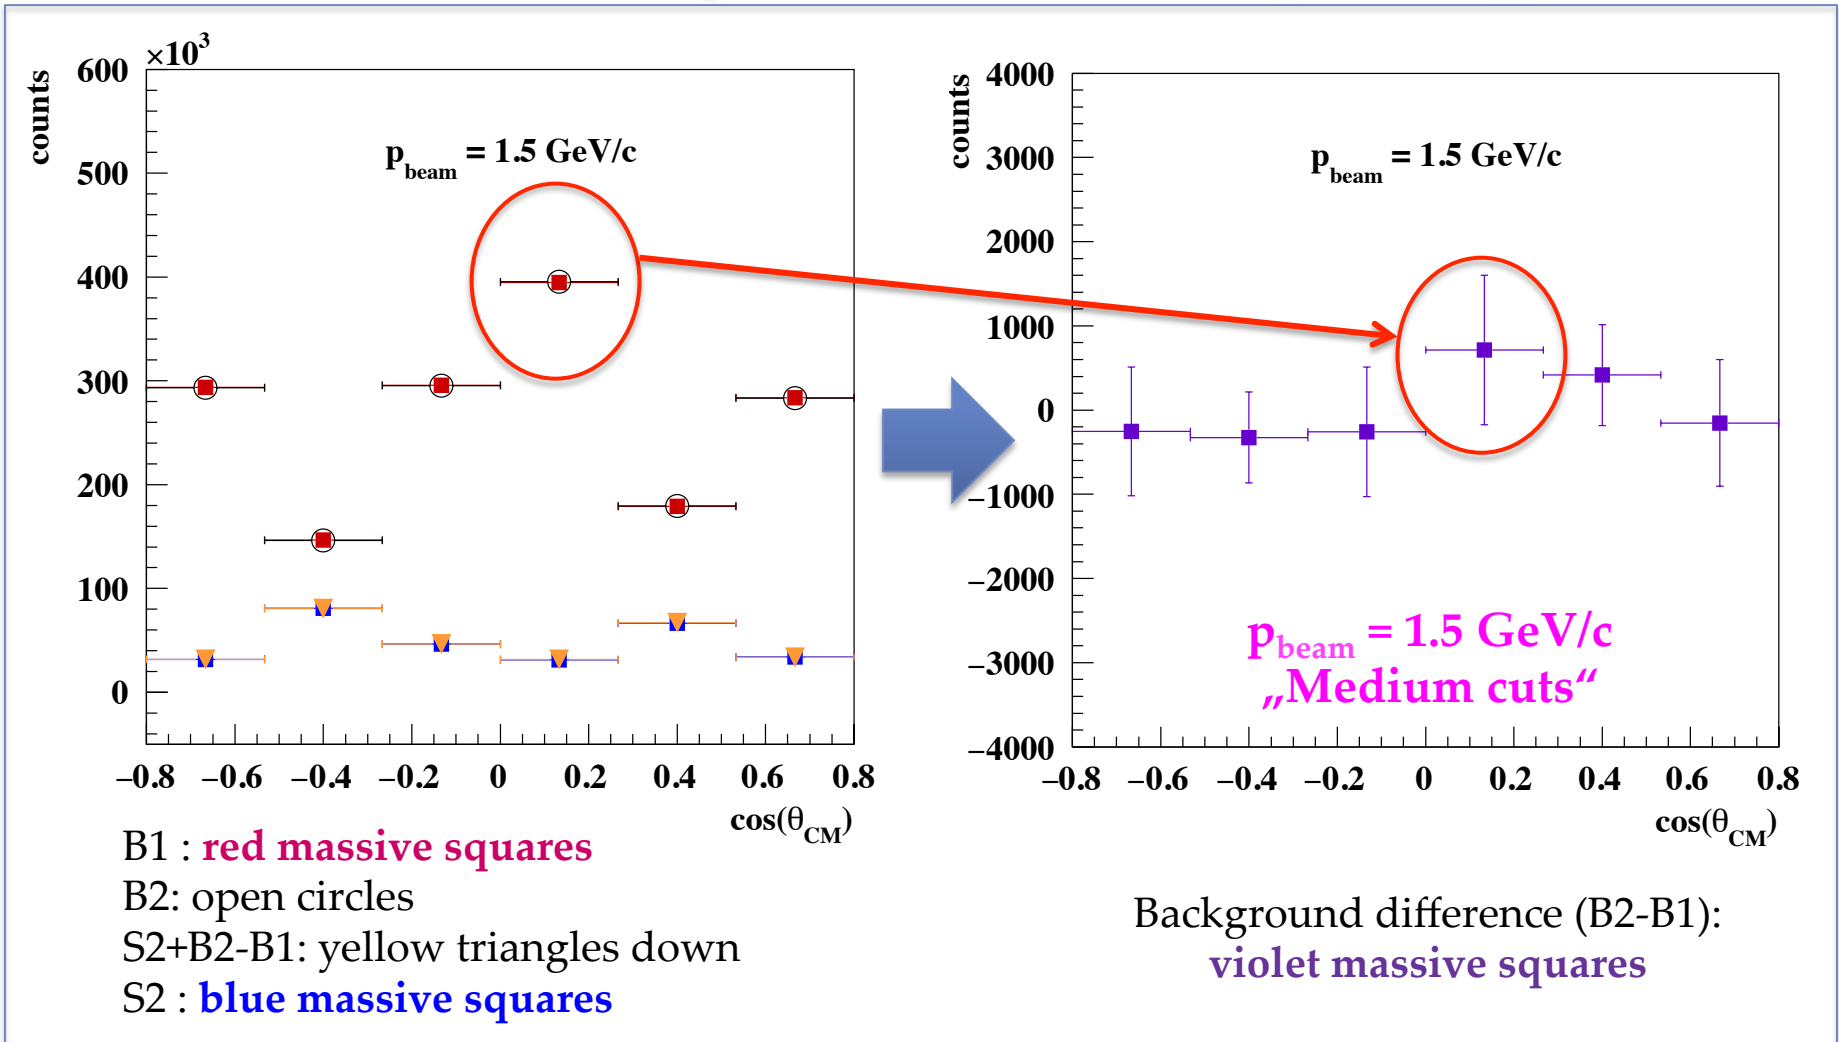 ×10³
counts
600
500
400
300
200
100
0
p_beam = 1.5 GeV/c
−0.8 −0.6 −0.4 −0.2 0 0.2 0.4 0.6 0.8
cos(θ_CM)
counts
4000
3000
2000
1000
0
−1000
−2000
−3000
−4000
p_beam = 1.5 GeV/c
p_beam = 1.5 GeV/c
„Medium cuts“
−0.8 −0.6 −0.4 −0.2 0 0.2 0.4 0.6 0.8
cos(θ_CM)
B1 : red massive squares
B2: open circles
S2+B2-B1: yellow triangles down
S2 : blue massive squares
Background difference (B2-B1):
violet massive squares